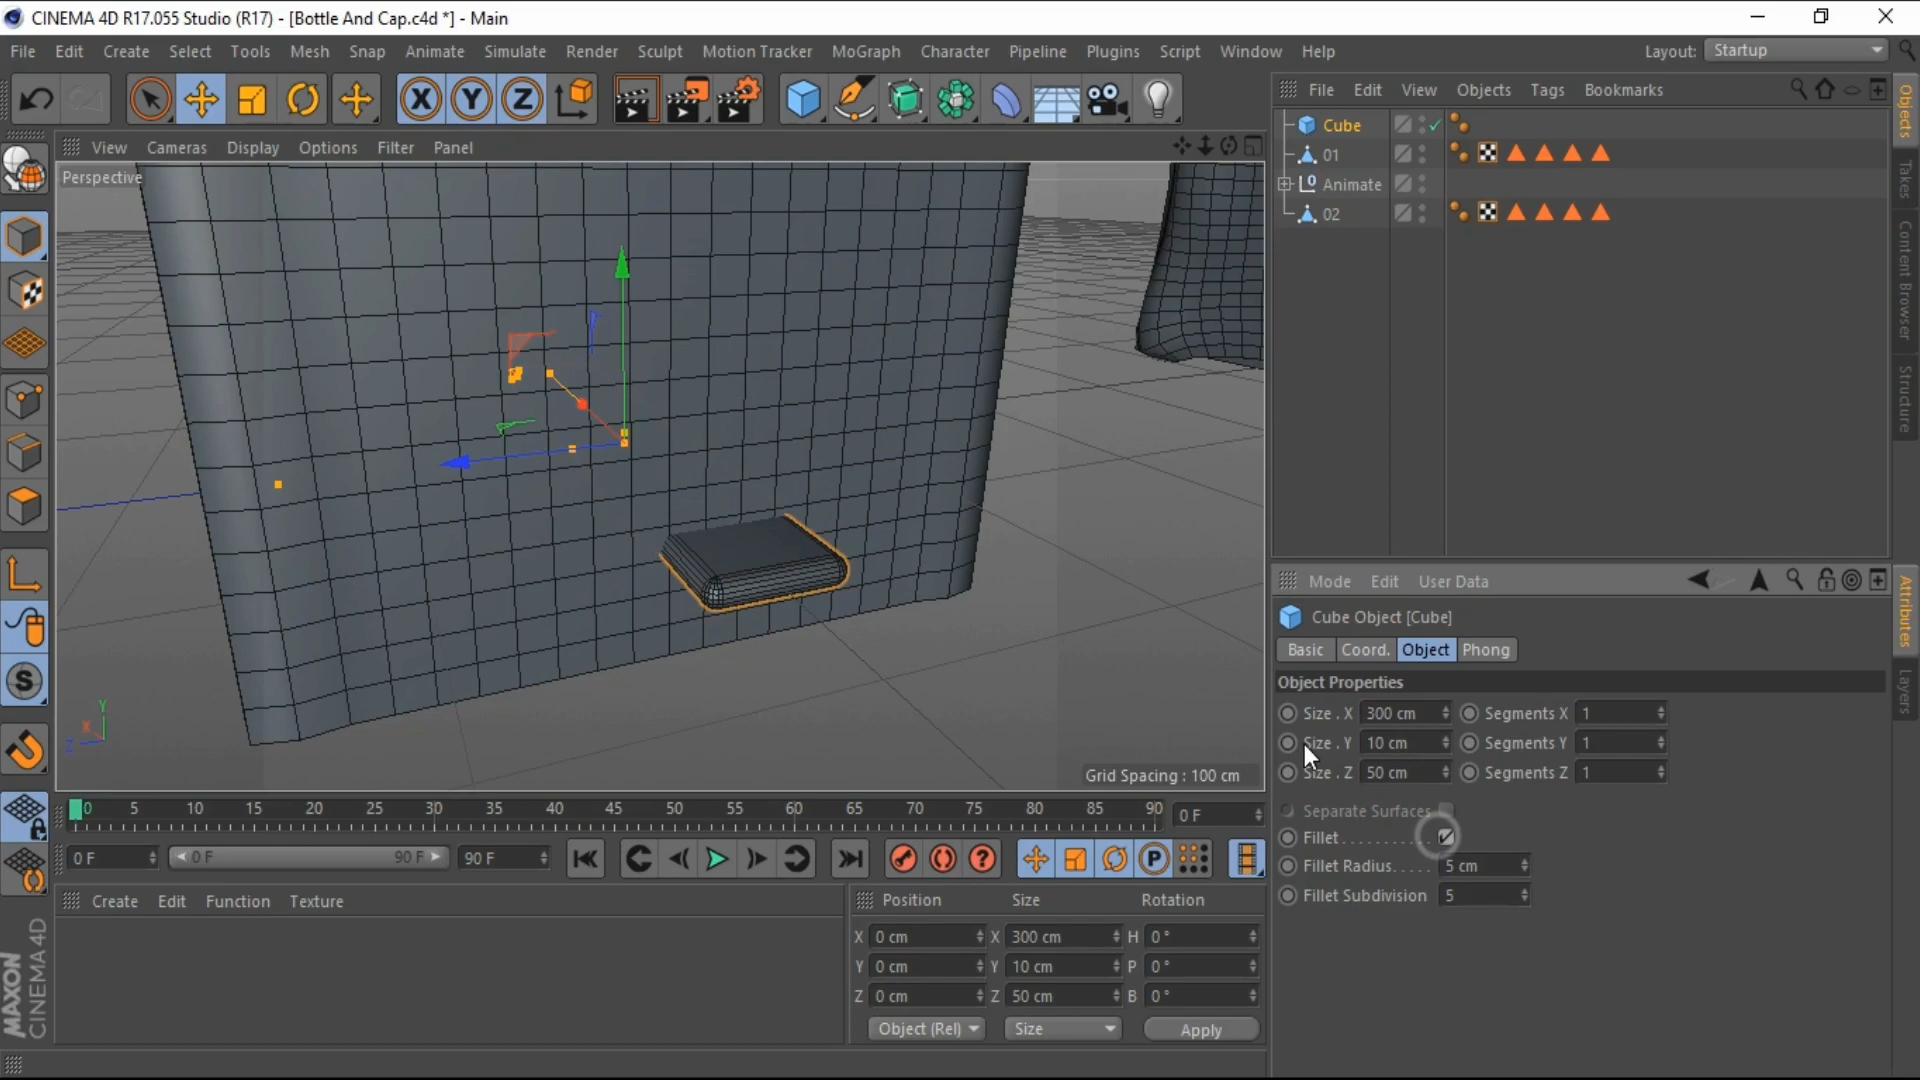 CINEMA 4D R17.055 Studio (R17) - [Bottle And Cap.c4d *] - Main
File Edit Create Select Tools Mesh Snap Animate Simulate Render Sculpt Motion Tracker MoGraph Character Pipeline Plugins Script Window Help Layout: Startup
X Y Z
File Edit View Objects Tags Bookmarks
Cube
01
Animate
02
View Cameras Display Options Filter Panel
Perspective
Y
X
Z
Grid Spacing : 100 cm
Objects
Takes
Content Browser
Structure
Mode Edit User Data
Cube Object [Cube]
Basic Coord. Object Phong
Object Properties
Size . X 300 cm Segments X 1
Size . Y 10 cm Segments Y 1
Size . Z 50 cm Segments Z 1
Separate Surfaces
Fillet . . . . . . . . . . .
Fillet Radius. . . . . 5 cm
Fillet Subdivision 5
Attributes
Layers
S
0 5 10 15 20 25 30 35 40 45 50 55 60 65 70 75 80 85 90 0 F
0 F 0 F 90 F 90 F P
Create Edit Function Texture
Position Size Rotation
X 0 cm X 300 cm H 0 °
Y 0 cm Y 10 cm P 0 °
Z 0 cm Z 50 cm B 0 °
Object (Rel) Size Apply
MAXON
CINEMA 4D